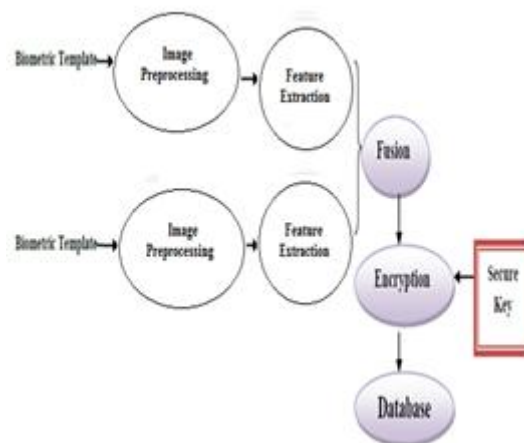 Biometric Template
Image
Preprocessing
Feature
Extraction
Fusion
Biometric Template
Image
Preprocessing
Feature
Extraction
Encryption
Secure
Key
Database